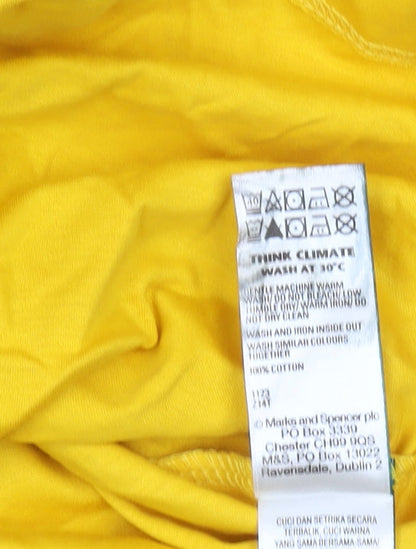 THINK CLIMATE
WASH AT 30°C
MACHINE WARM
WASH DO NOT BLEACH LOW
TUMBLE DRY/ WARM IRON DO
NOT DRY CLEAN
WASH AND IRON INSIDE OUT
WASH SIMILAR COLOURS
TOGETHER
100% COTTON
© Marks and Spencer plc
PO Box 3339
Chester CH99 9QS
M&S, PO Box 13022
Ravensdale, Dublin 2
CUCI DAN SETRIKA SECARA
TERBALIK, CUCI WARNA
YANG SAMA BERSAMA-SAMA/